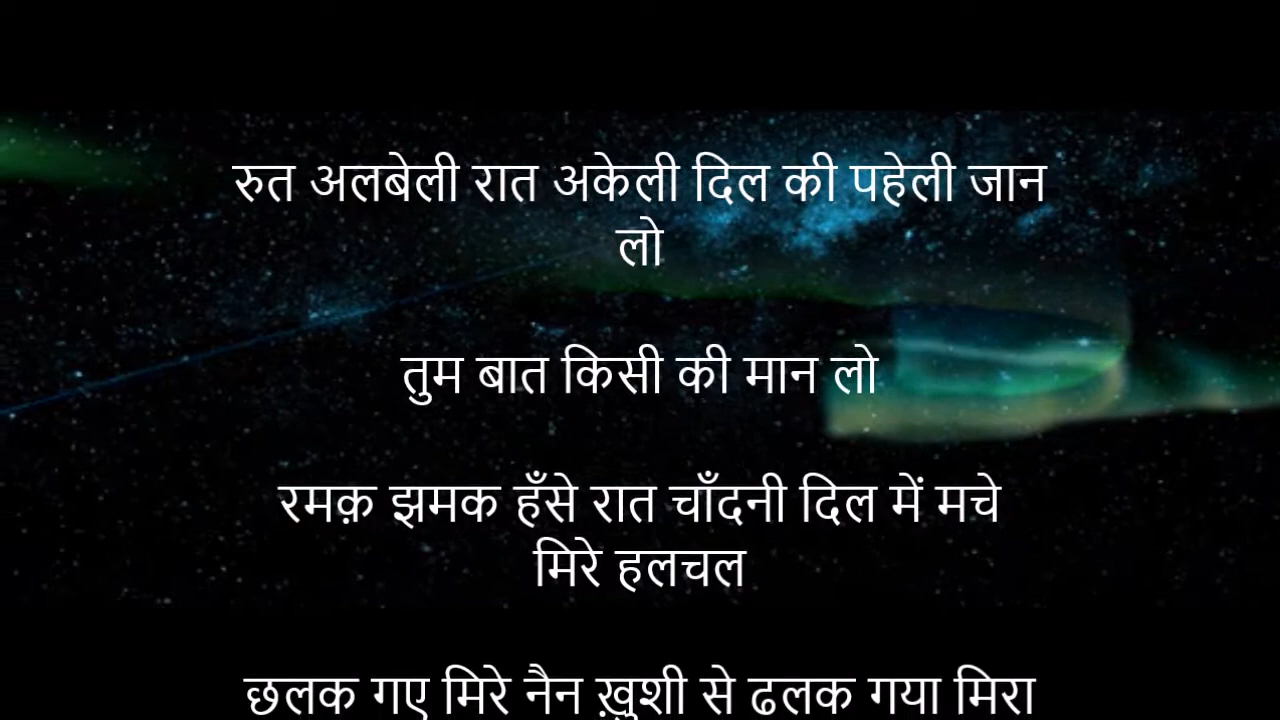 रुत अलबेली रात अकेली दिल की पहेली जान
लो
तुम बात किसी की मान लो
रमक़ झमक हँसे रात चाँदनी दिल में मचे
मिरे हलचल
छलक गए मिरे नैन ख़ुशी से ढलक गया मिरा